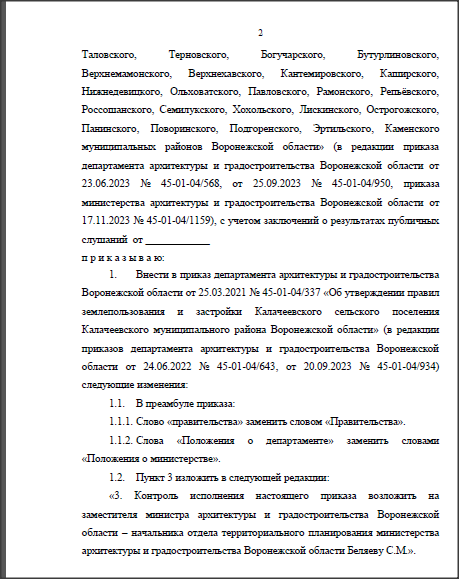 2
Таловского, Терновского, Богучарского, Бутурлиновского,
Верхнемамонского, Верхнехавского, Кантемировского, Каширского,
Нижнедевицкого, Ольховатского, Павловского, Рамонского, Репьёвского,
Россошанского, Семилукского, Хохольского, Лискинского, Острогожского,
Панинского, Поворинского, Подгоренского, Эртильского, Каменского
муниципальных районов Воронежской области» (в редакции приказа
департамента архитектуры и градостроительства Воронежской области от
23.06.2023 № 45-01-04/568, от 25.09.2023 № 45-01-04/950, приказа
министерства архитектуры и градостроительства Воронежской области от
17.11.2023 № 45-01-04/1159), с учетом заключений о результатах публичных
слушаний от _____________
п р и к а з ы в а ю:
1. Внести в приказ департамента архитектуры и градостроительства
Воронежской области от 25.03.2021 № 45-01-04/337 «Об утверждении правил
землепользования и застройки Калачеевского сельского поселения
Калачеевского муниципального района Воронежской области» (в редакции
приказов департамента архитектуры и градостроительства Воронежской
области от 24.06.2022 № 45-01-04/643, от 20.09.2023 № 45-01-04/934)
следующие изменения:
1.1. В преамбуле приказа:
1.1.1. Слово «правительства» заменить словом «Правительства».
1.1.2. Слова «Положения о департаменте» заменить словами
«Положения о министерстве».
1.2. Пункт 3 изложить в следующей редакции:
«3. Контроль исполнения настоящего приказа возложить на
заместителя министра архитектуры и градостроительства Воронежской
области – начальника отдела территориального планирования министерства
архитектуры и градостроительства Воронежской области Беляеву С.М.».